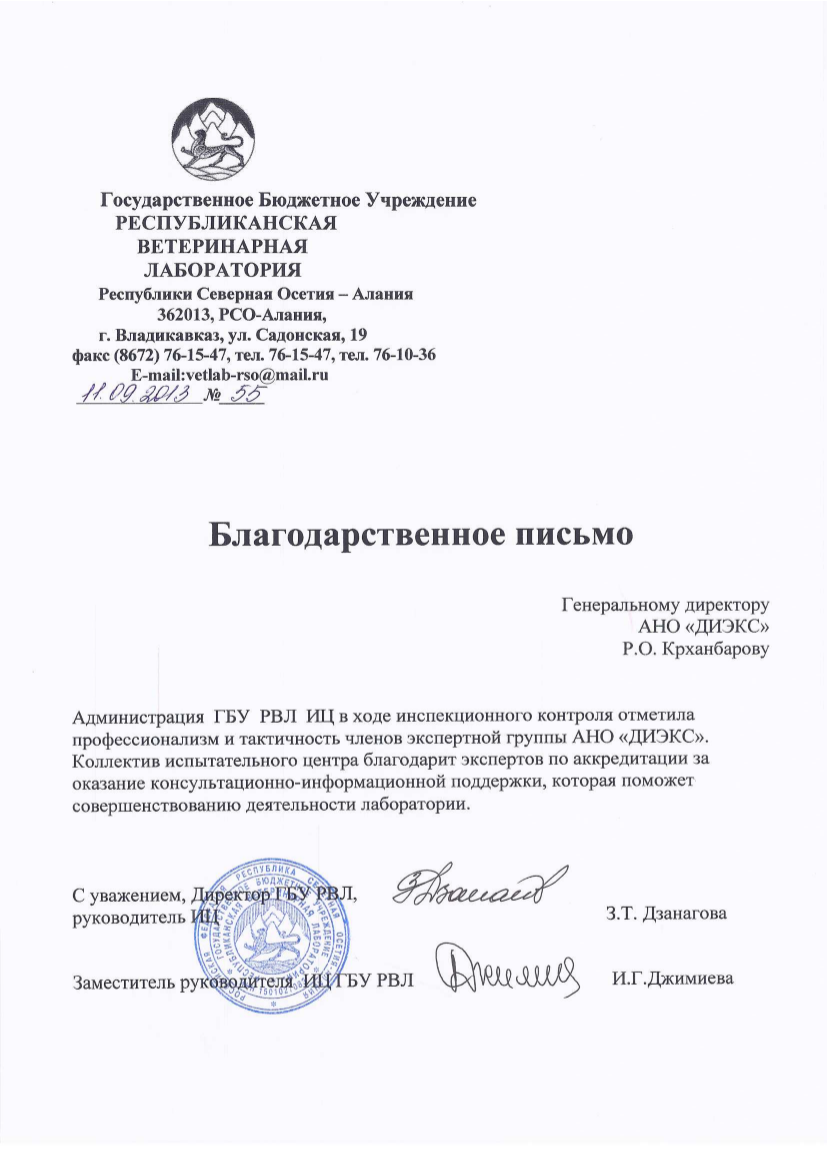 Государственное Бюджетное Учреждение
РЕСПУБЛИКАНСКАЯ
ВЕТЕРИНАРНАЯ
ЛАБОРАТОРИЯ
Республики Северная Осетия – Алания
362013, РСО-Алания,
г. Владикавказ, ул. Садонская, 19
факс (8672) 76-15-47, тел. 76-15-47, тел. 76-10-36
E-mail:vetlab-rso@mail.ru
11.09.2013 № 55
Благодарственное письмо
Генеральному директору
АНО «ДИЭКС»
Р.О. Крханбарову
Администрация ГБУ РВЛ ИЦ в ходе инспекционного контроля отметила
профессионализм и тактичность членов экспертной группы АНО «ДИЭКС».
Коллектив испытательного центра благодарит экспертов по аккредитации за
оказание консультационно-информационной поддержки, которая поможет
совершенствованию деятельности лаборатории.
С уважением, Директор ГБУ РВЛ,
руководитель ИЦ З.Т. Дзанагова
Заместитель руководителя ИЦ ГБУ РВЛ И.Г.Джимиева